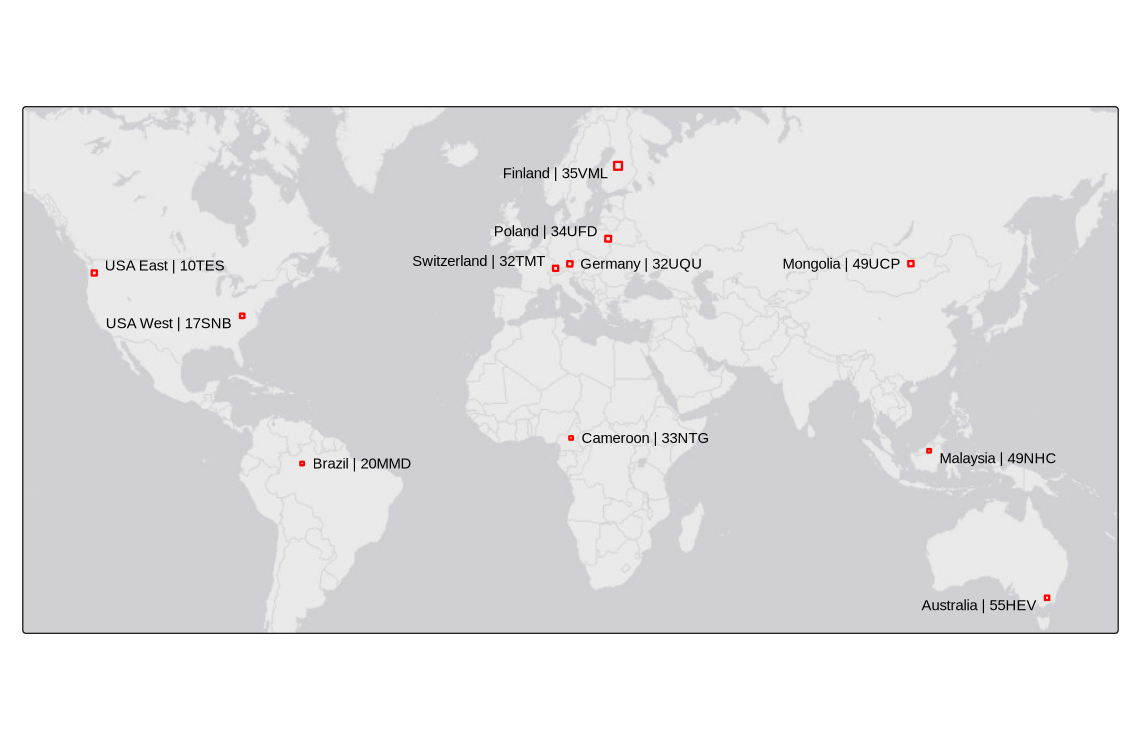 Finland | 35VML
Poland | 34UFD
Switzerland | 32TMT
Germany | 32UQU
Mongolia | 49UCP
USA East | 10TES
USA West | 17SNB
Cameroon | 33NTG
Brazil | 20MMD
Malaysia | 49NHC
Australia | 55HEV